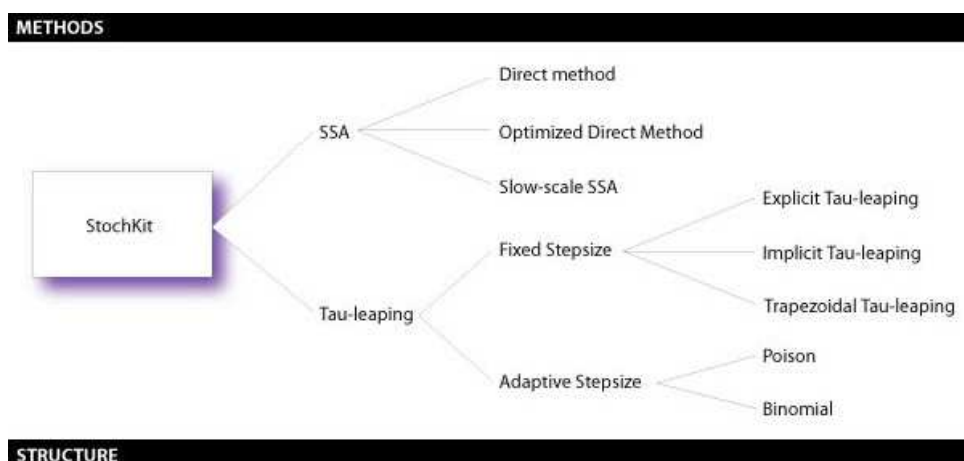 METHODS
Direct method
SSA
Optimized Direct Method
Slow-scale SSA
StochKit
Explicit Tau-leaping
Fixed Stepsize
Implicit Tau-leaping
Trapezoidal Tau-leaping
Tau-leaping
Poison
Adaptive Stepsize
Binomial
STRUCTURE